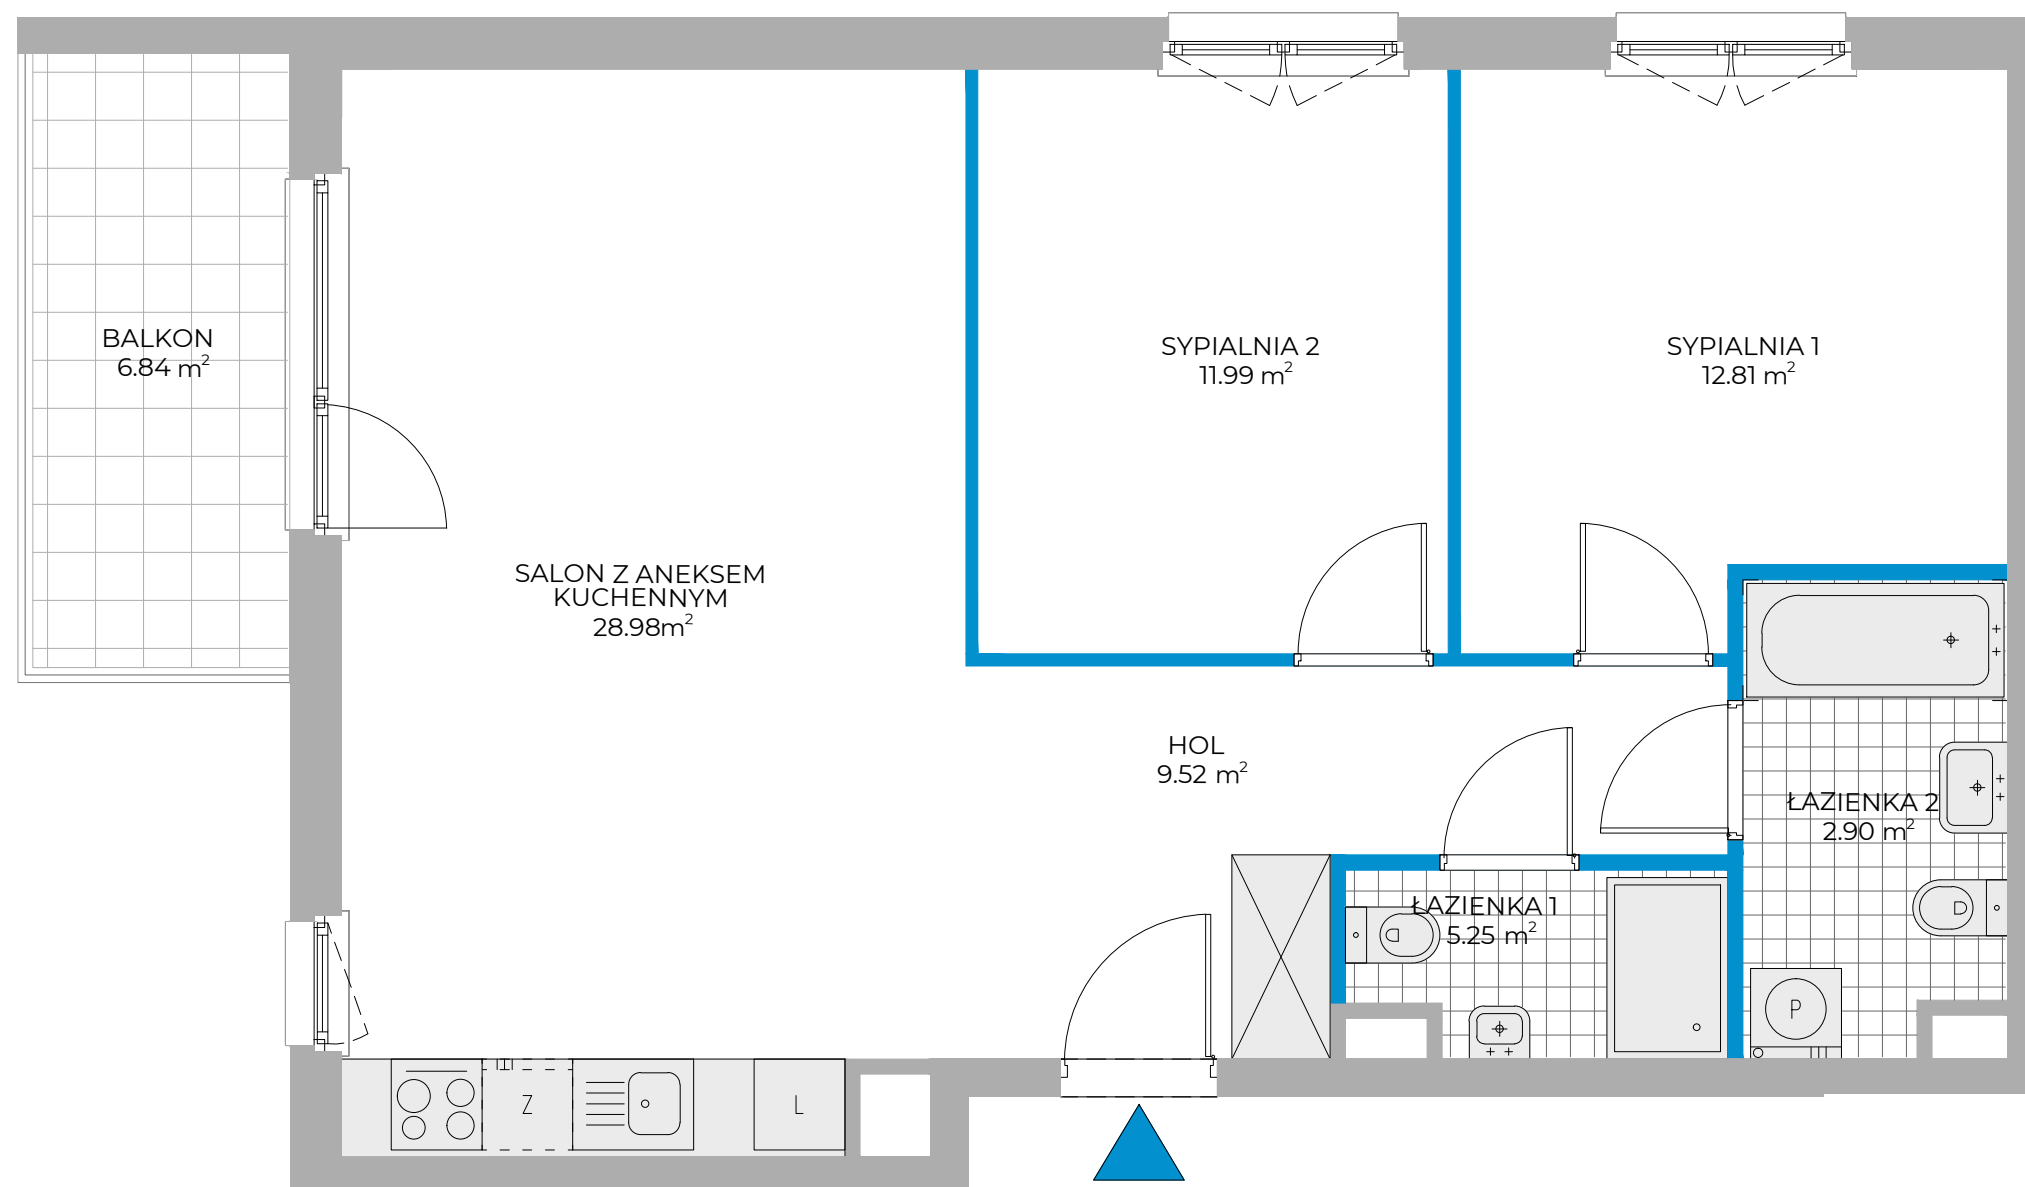 BALKON
6.84 m²
SYPIALNIA 2
11.99 m²
SYPIALNIA 1
12.81 m²
SALON Z ANEKSEM
KUCHENNYM
28.98m²
HOL
9.52 m²
ŁAZIENKA 2
2.90 m²
ŁAZIENKA 1
5.25 m²
P
Z
L